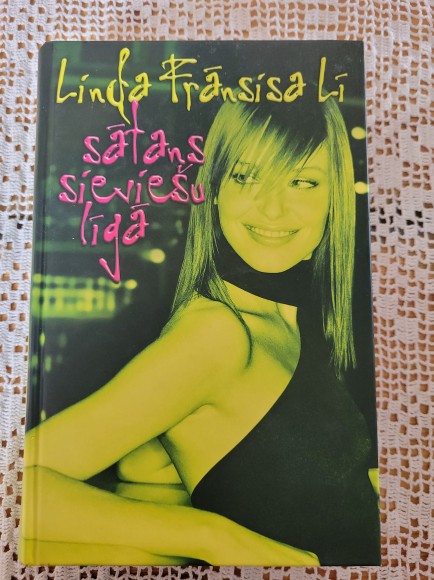 Linda Frānsisa Lī
sātans
sieviešu
līgā